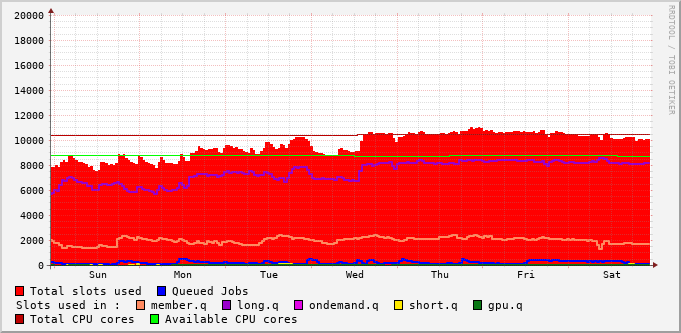 RRDTOOL / TOBI OETIKER
20000
18000
16000
14000
12000
10000
8000
6000
4000
2000
0
Sun Mon Tue Wed Thu Fri Sat
Total slots used Queued Jobs
Slots used in : member.q long.q ondemand.q short.q gpu.q
Total CPU cores Available CPU cores